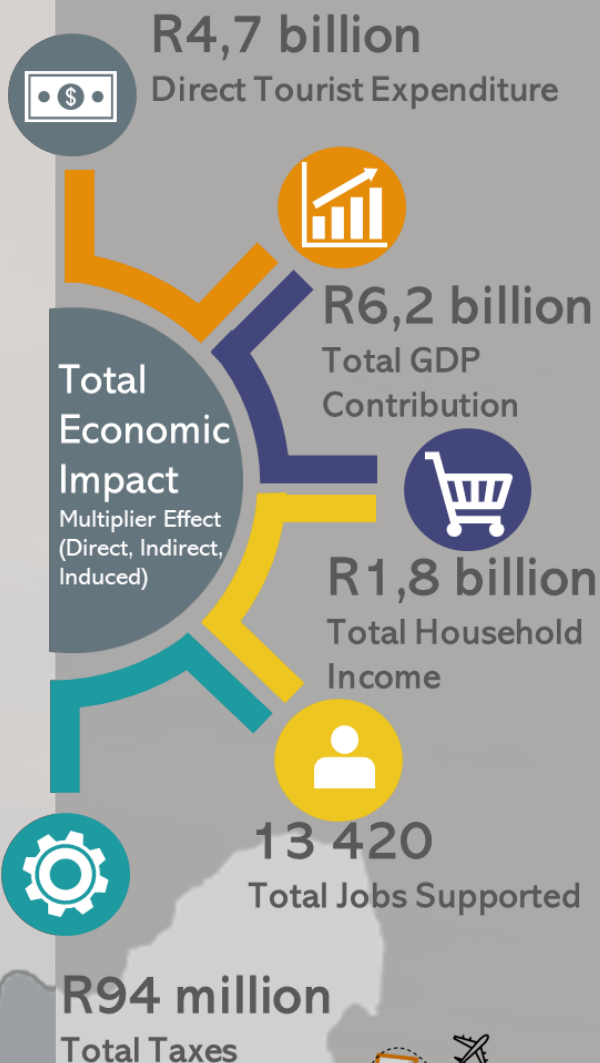 R4,7 billion
Direct Tourist Expenditure
R6,2 billion
Total GDP
Contribution
Total
Economic
Impact
Multiplier Effect
(Direct, Indirect,
Induced)
R1,8 billion
Total Household
Income
13 420
Total Jobs Supported
R94 million
Total Taxes